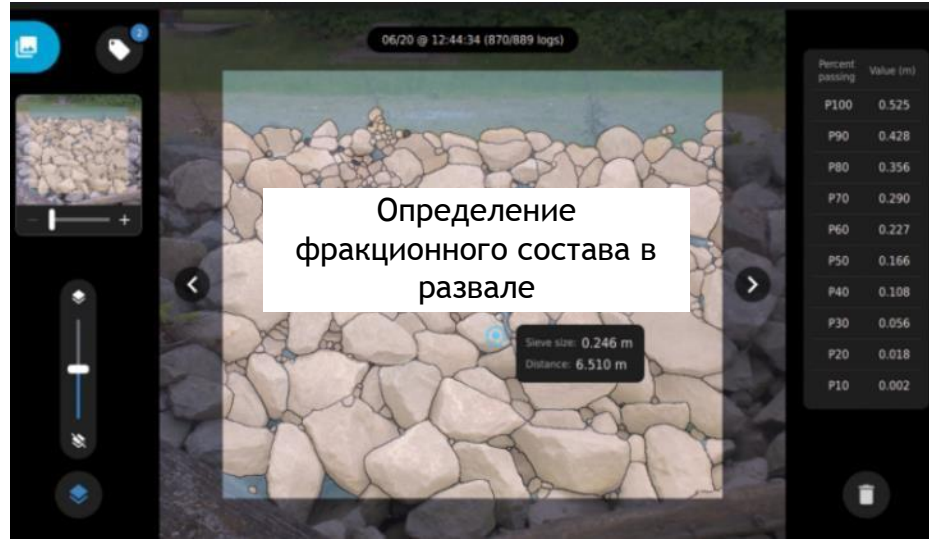 2
06/20 @ 12:44:34 (870/889 logs)
Percent passing Value (m)
P100 0.525
P90 0.428
P80 0.356
P70 0.290
P60 0.227
P50 0.166
P40 0.108
P30 0.056
P20 0.018
P10 0.002
Определение
фракционного состава в
развале
Sieve size: 0.246 m
Distance: 6.510 m